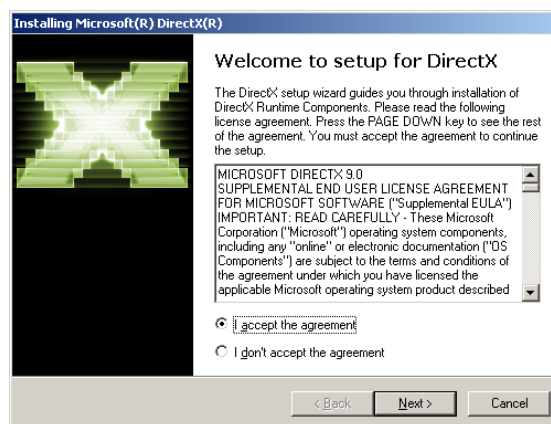 Installing Microsoft(R) DirectX(R)
Welcome to setup for DirectX
The DirectX setup wizard guides you through installation of
DirectX Runtime Components. Please read the following
license agreement. Press the PAGE DOWN key to see the rest
of the agreement. You must accept the agreement to continue
the setup.
MICROSOFT DIRECTX 9.0
SUPPLEMENTAL END USER LICENSE AGREEMENT
FOR MICROSOFT SOFTWARE ("Supplemental EULA")
IMPORTANT: READ CAREFULLY - These Microsoft
Corporation ("Microsoft") operating system components,
including any "online" or electronic documentation ("OS
Components") are subject to the terms and conditions of
the agreement under which you have licensed the
applicable Microsoft operating system product described
I accept the agreement
I don't accept the agreement
< Back Next > Cancel